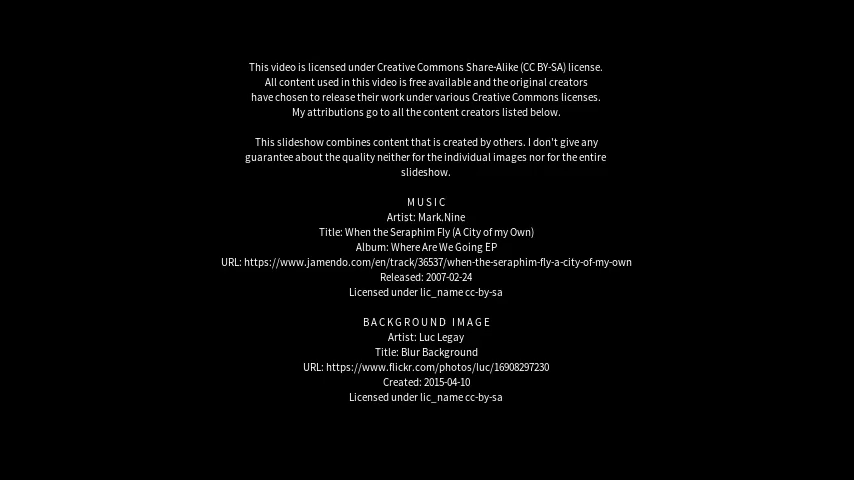 This video is licensed under Creative Commons Share-Alike (CC BY-SA) license.
All content used in this video is free available and the original creators
have chosen to release their work under various Creative Commons licenses.
My attributions go to all the content creators listed below.
This slideshow combines content that is created by others. I don't give any
guarantee about the quality neither for the individual images nor for the entire
slideshow.
MUSIC
Artist: Mark.Nine
Title: When the Seraphim Fly (A City of my Own)
Album: Where Are We Going EP
URL: https://www.jamendo.com/en/track/36537/when-the-seraphim-fly-a-city-of-my-own
Released: 2007-02-24
Licensed under lic_name cc-by-sa
BACKGROUND IMAGE
Artist: Luc Legay
Title: Blur Background
URL: https://www.flickr.com/photos/luc/16908297230
Created: 2015-04-10
Licensed under lic_name cc-by-sa